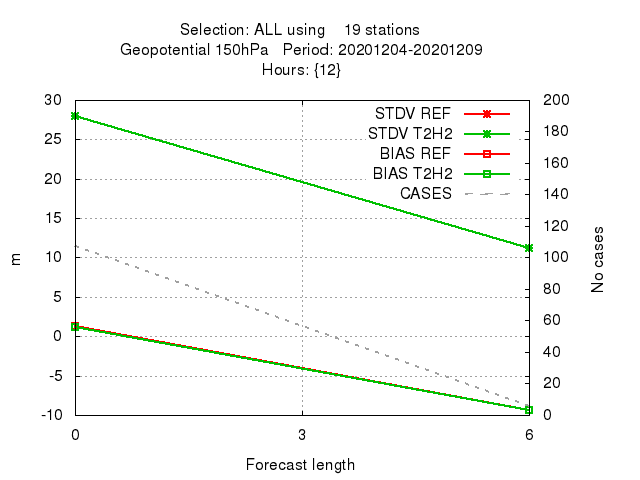 Selection: ALL using 19 stations
Geopotential 150hPa Period: 20201204-20201209
Hours: {12}
30 200
STDV REF
180
25
STDV T2H2
160
BIAS REF
20
BIAS T2H2
140
CASES
15
120
10
100
m
No cases
80
5
60
0
40
-5
20
-10 0
0 3 6
Forecast length